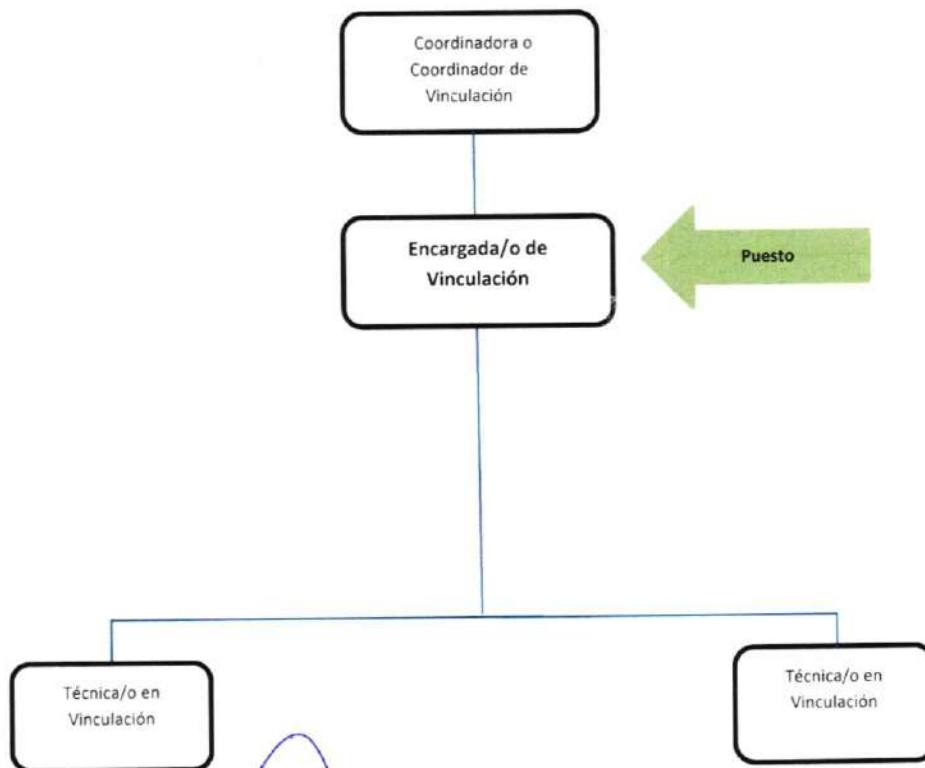 Coordinadora o
Coordinador de
Vinculación
Encargada/o de
Vinculación
Puesto
Técnica/o en
Vinculación
Técnica/o en
Vinculación